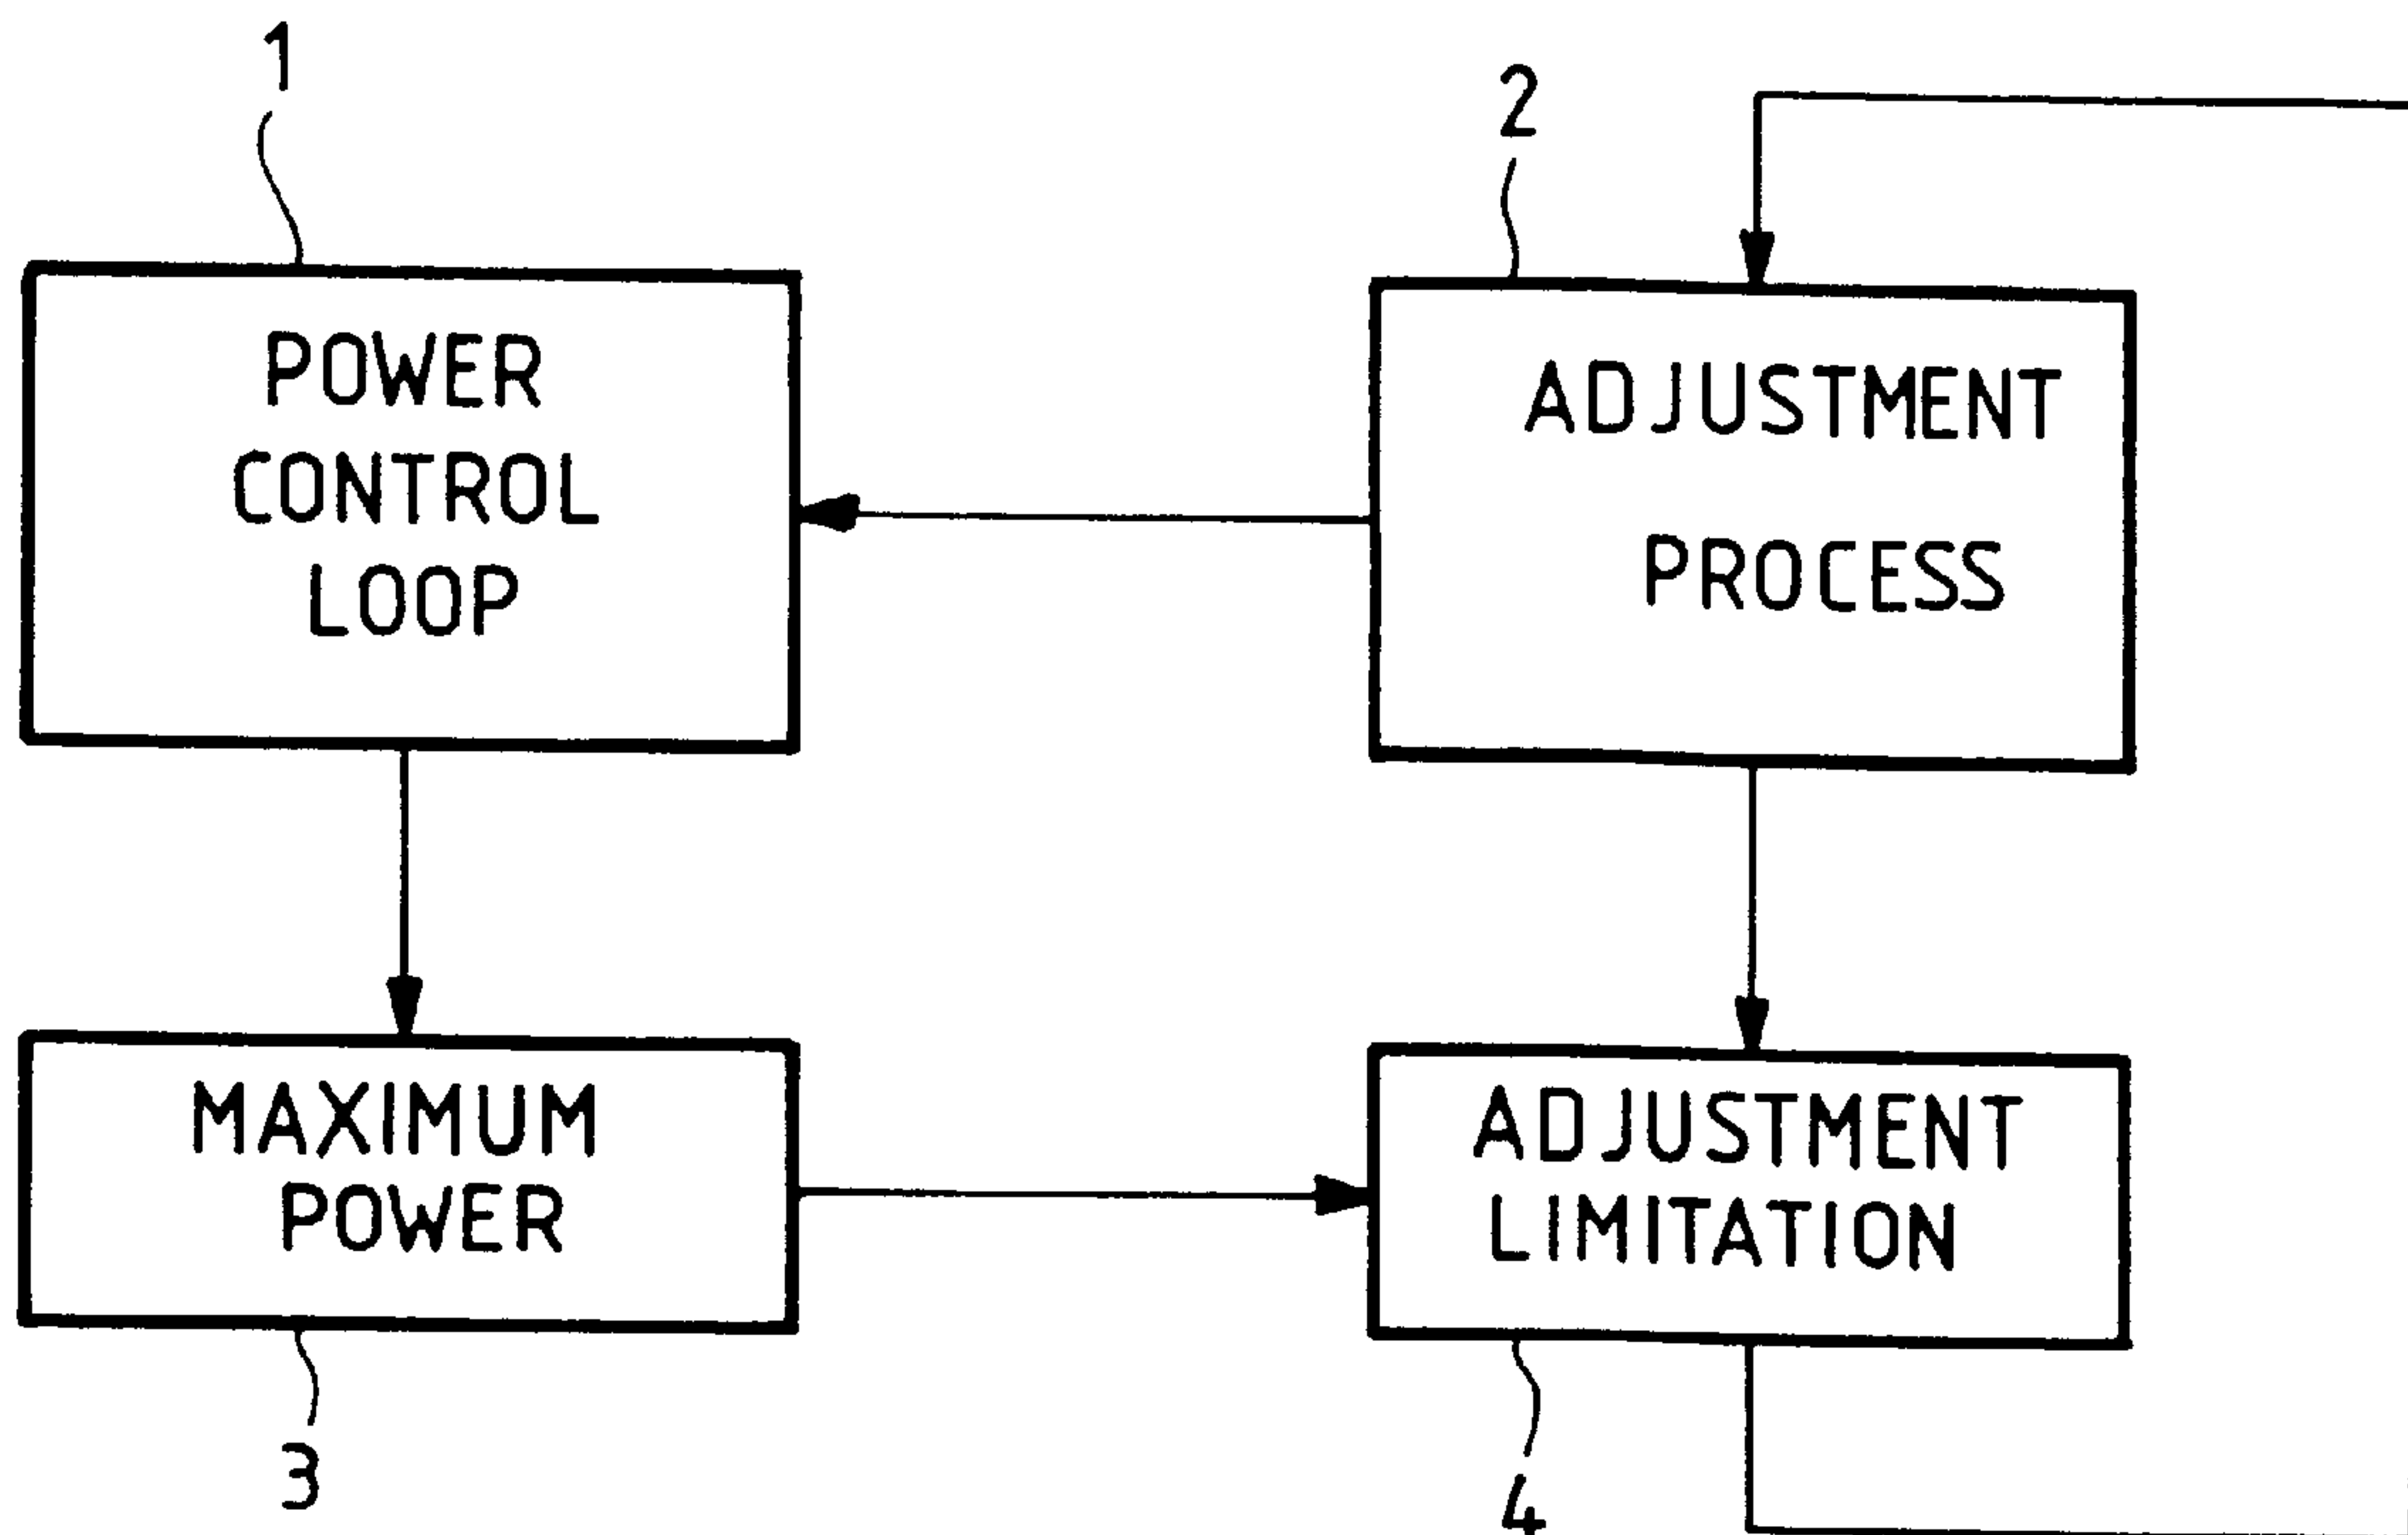 1
2
POWER
CONTROL
LOOP
ADJUSTMENT
PROCESS
MAXIMUM
POWER
ADJUSTMENT
LIMITATION
3
4